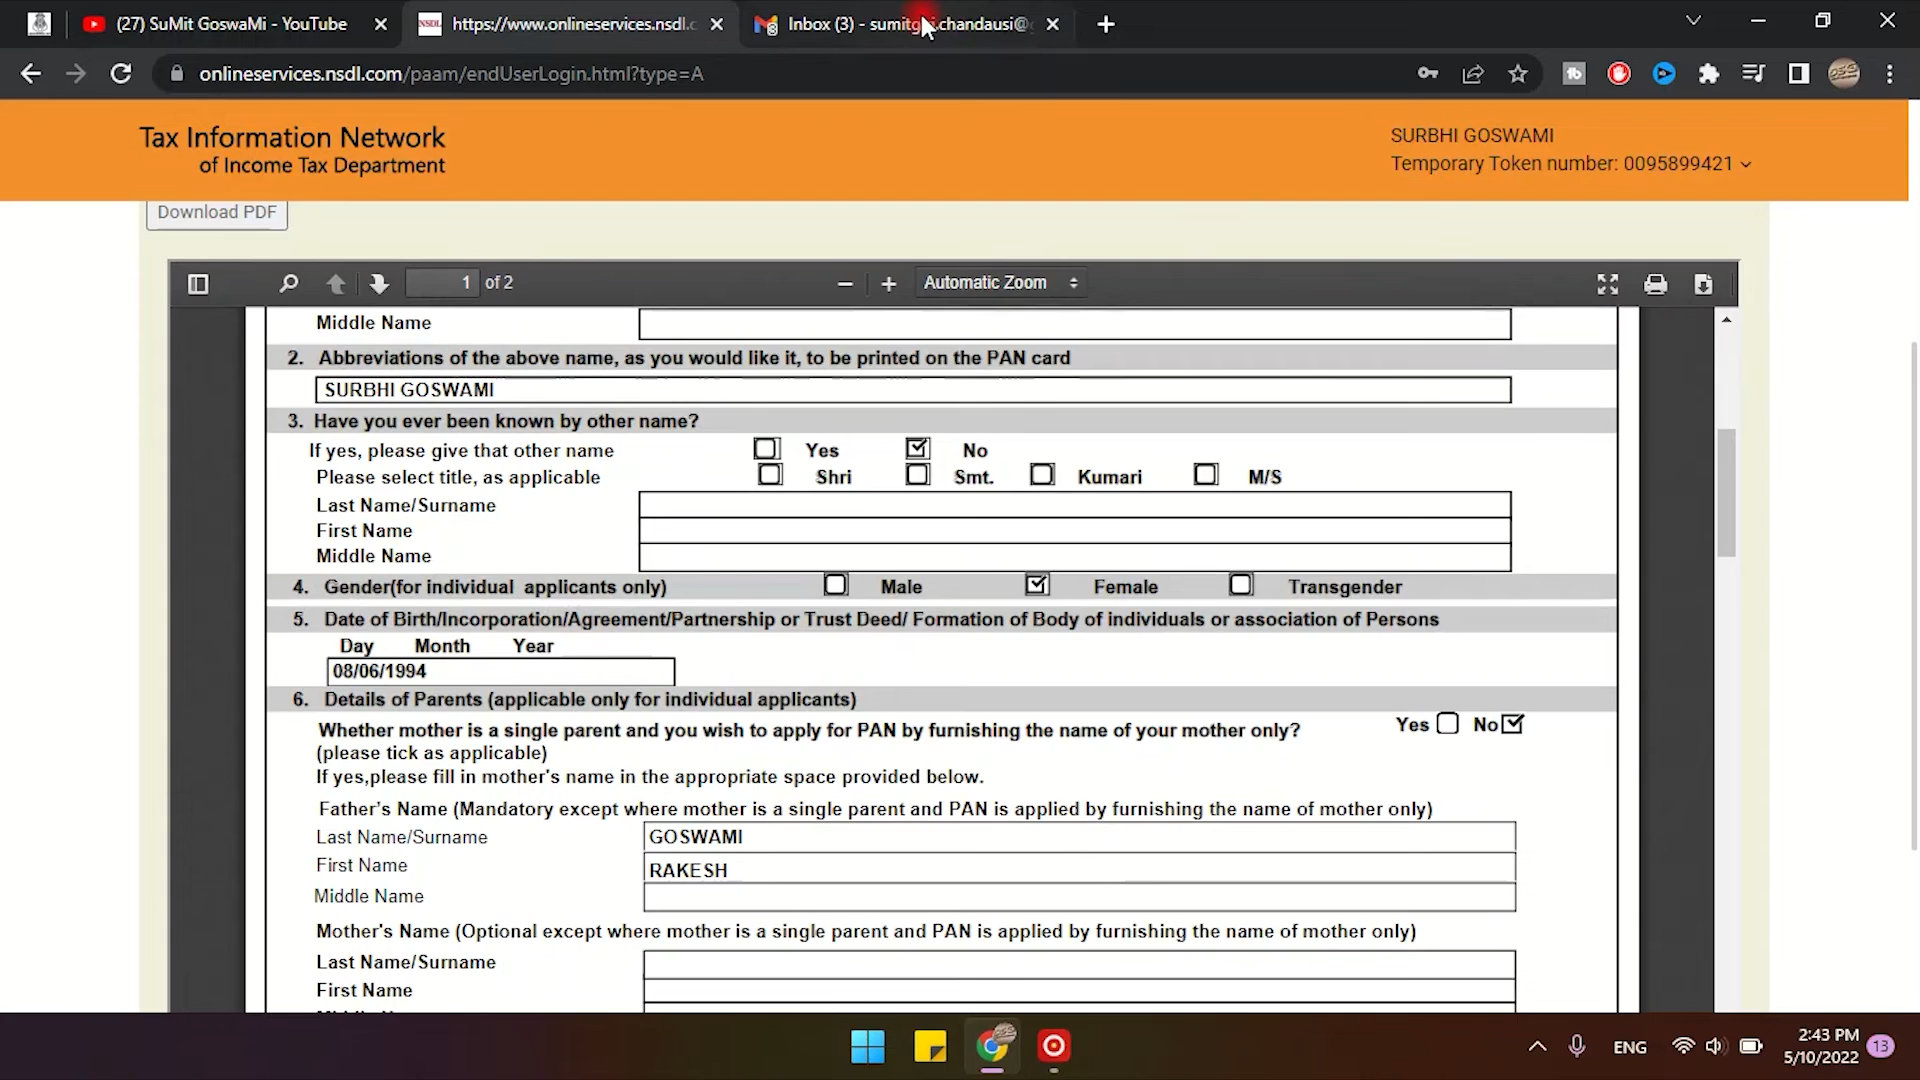 (27) SuMit GoswaMi - YouTube
https://www.onlineservices.nsdl.c
Inbox (3) - sumitg
.chandausi@
onlineservices.nsdl.com/paam/endUserLogin.html?type=A
Tax Information Network
of Income Tax Department
SURBHI GOSWAMI
Temporary Token number: 0095899421
Download PDF
1 of 2
Automatic Zoom
Middle Name
2. Abbreviations of the above name, as you would like it, to be printed on the PAN card
SURBHI GOSWAMI
3. Have you ever been known by other name?
If yes, please give that other name Yes No
Please select title, as applicable Shri Smt. Kumari M/S
Last Name/Surname
First Name
Middle Name
4. Gender(for individual applicants only) Male Female Transgender
5. Date of Birth/Incorporation/Agreement/Partnership or Trust Deed/ Formation of Body of individuals or association of Persons
Day Month Year
08/06/1994
6. Details of Parents (applicable only for individual applicants)
Whether mother is a single parent and you wish to apply for PAN by furnishing the name of your mother only? Yes No
(please tick as applicable)
If yes,please fill in mother's name in the appropriate space provided below.
Father's Name (Mandatory except where mother is a single parent and PAN is applied by furnishing the name of mother only)
Last Name/Surname GOSWAMI
First Name RAKESH
Middle Name
Mother's Name (Optional except where mother is a single parent and PAN is applied by furnishing the name of mother only)
Last Name/Surname
First Name
ENG
2:43 PM
5/10/2022
13